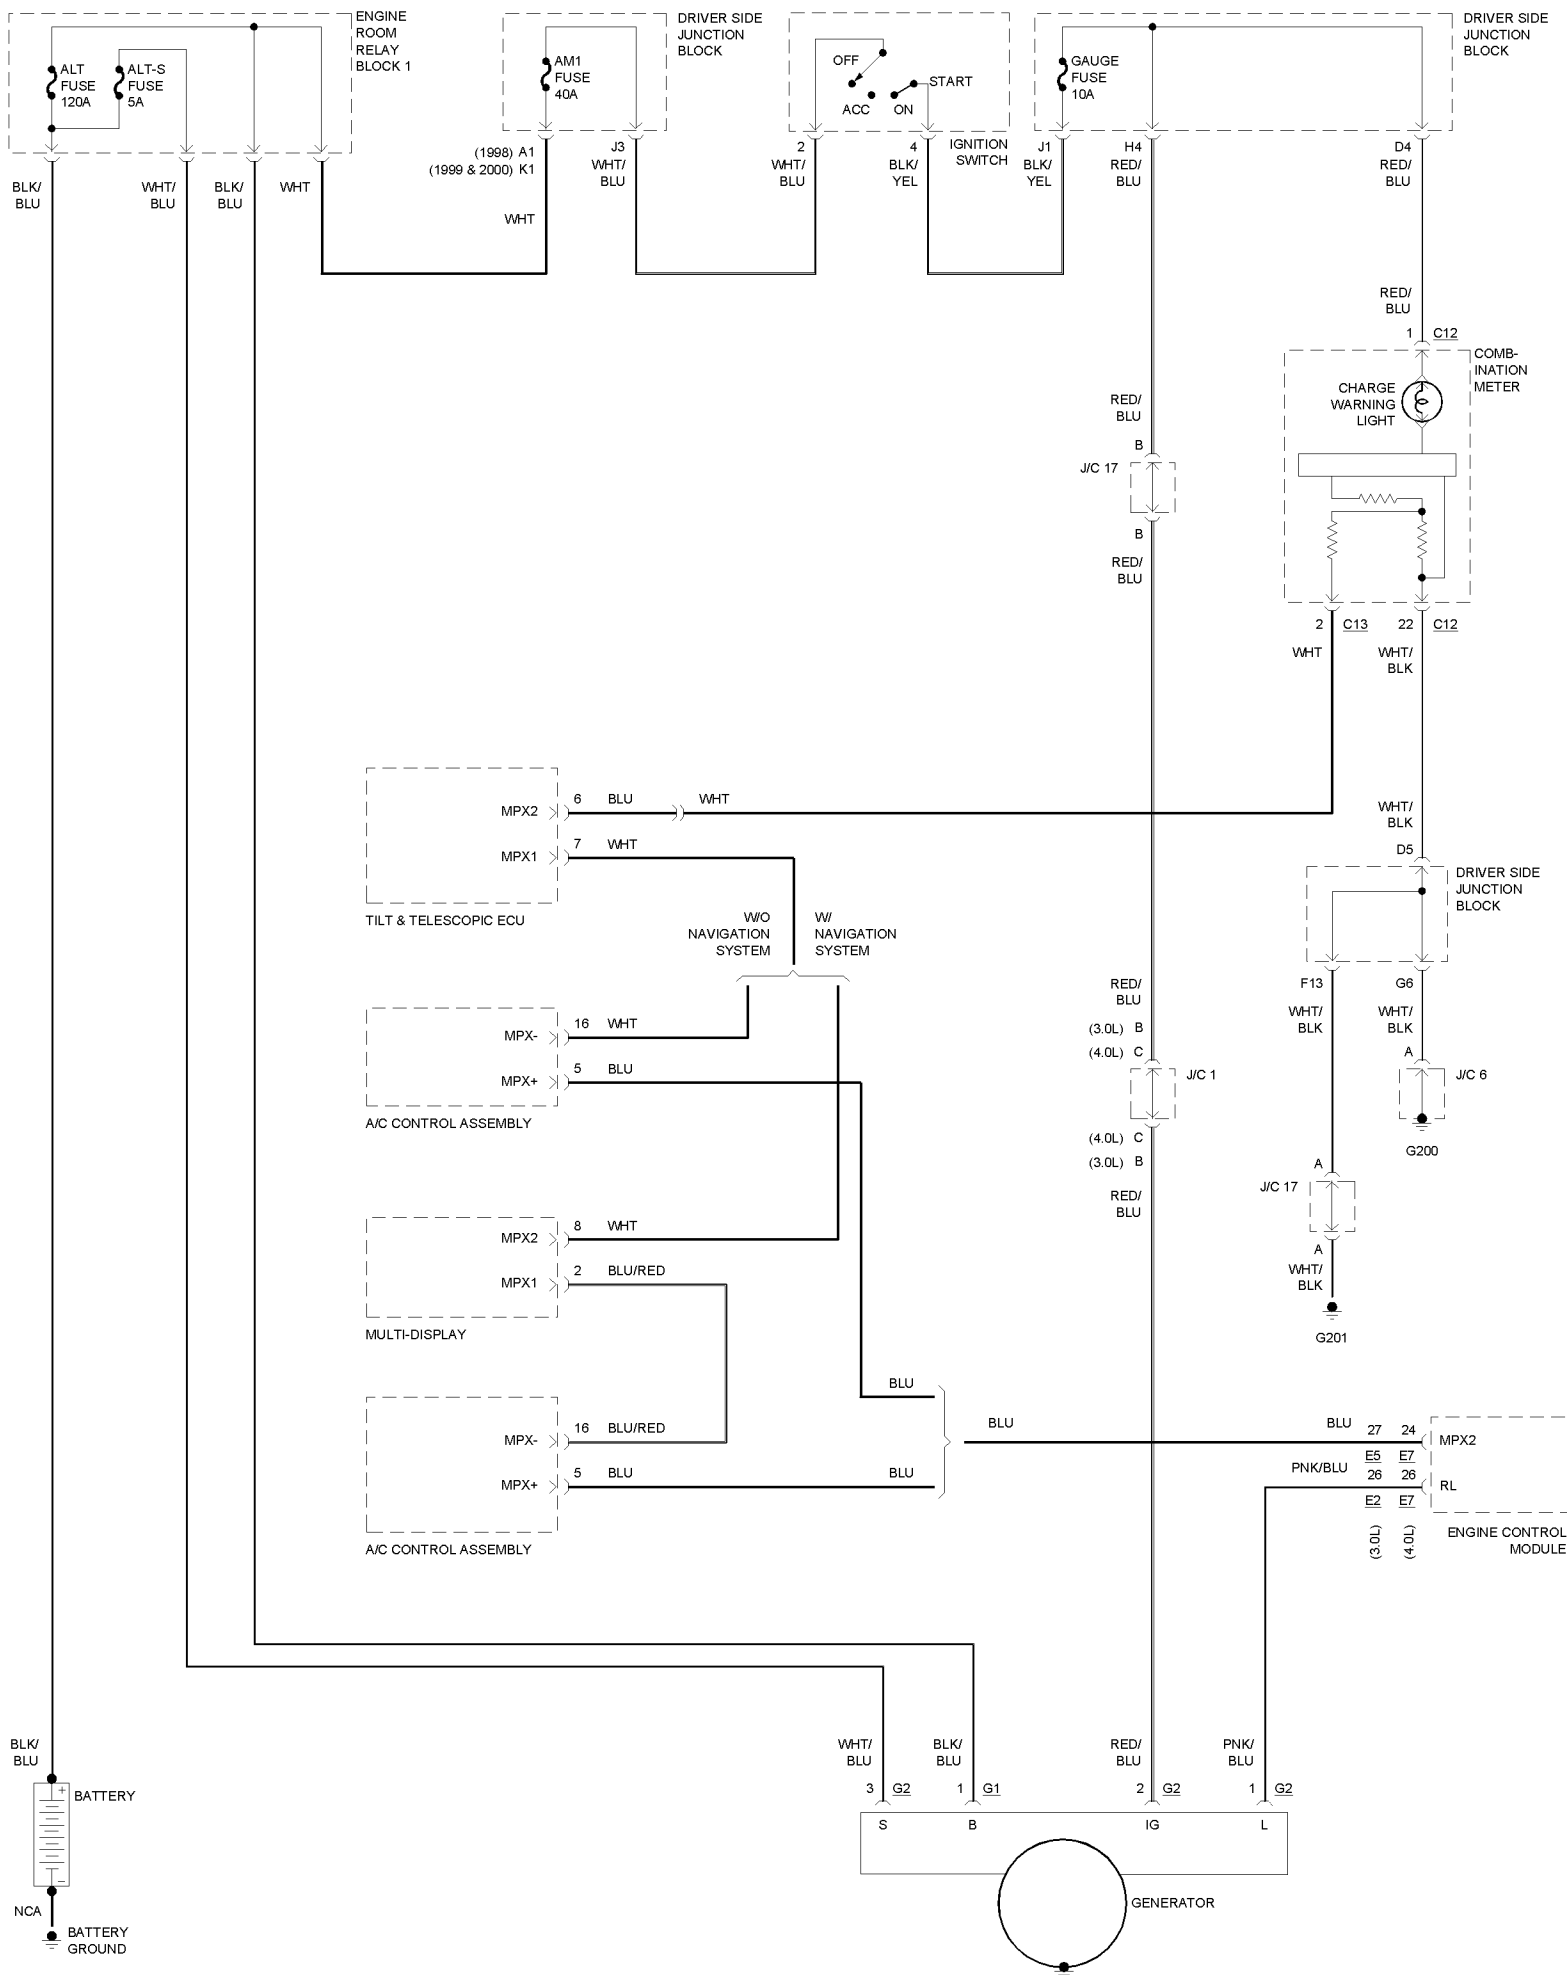 ENGINE
ROOM
RELAY
BLOCK 1
ALT
FUSE
120A
ALT-S
FUSE
5A
DRIVER SIDE
JUNCTION
BLOCK
AM1
FUSE
40A
OFF
START
ACC
ON
IGNITION
SWITCH
DRIVER SIDE
JUNCTION
BLOCK
GAUGE
FUSE
10A
BLK/
BLU
WHT/
BLU
BLK/
BLU
WHT
(1998) A1
(1999 & 2000) K1
WHT
J3
WHT/
BLU
2
WHT/
BLU
4
BLK/
YEL
J1
BLK/
YEL
H4
RED/
BLU
D4
RED/
BLU
RED/
BLU
1 C12
COMB-
INATION
METER
CHARGE
WARNING
LIGHT
RED/
BLU
B
J/C 17
B
RED/
BLU
2 C13
22 C12
WHT
WHT/
BLK
MPX2
6 BLU
WHT
MPX1
7 WHT
TILT & TELESCOPIC ECU
W/O
NAVIGATION
SYSTEM
W/
NAVIGATION
SYSTEM
WHT/
BLK
D5
DRIVER SIDE
JUNCTION
BLOCK
F13
WHT/
BLK
G6
WHT/
BLK
A
J/C 6
G200
RED/
BLU
(3.0L) B
(4.0L) C
J/C 1
(4.0L) C
(3.0L) B
RED/
BLU
MPX-
16 WHT
MPX+
5 BLU
A/C CONTROL ASSEMBLY
A
J/C 17
A
WHT/
BLK
G201
MPX2
8 WHT
MPX1
2 BLU/RED
MULTI-DISPLAY
BLU
MPX-
16 BLU/RED
MPX+
5 BLU
BLU
A/C CONTROL ASSEMBLY
BLU
BLU
27 24
MPX2
E5 E7
PNK/BLU
26 26
RL
E2 E7
(3.0L)
(4.0L)
ENGINE CONTROL
MODULE
BLK/
BLU
WHT/
BLU
BLK/
BLU
RED/
BLU
PNK/
BLU
3 G2
1 G1
2 G2
1 G2
S
B
IG
L
GENERATOR
+
BATTERY
–
NCA
BATTERY
GROUND